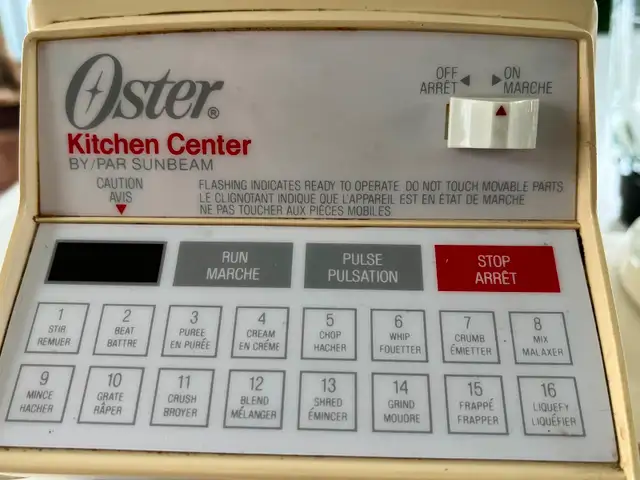 Oster®
Kitchen Center
BY/PAR SUNBEAM
OFF ON
ARRÊT MARCHE
CAUTION
AVIS
FLASHING INDICATES READY TO OPERATE. DO NOT TOUCH MOVABLE PARTS
LE CLIGNOTANT INDIQUE QUE L'APPAREIL EST EN ÉTAT DE MARCHE
NE PAS TOUCHER AUX PIÈCES MOBILES
RUN
MARCHE
PULSE
PULSATION
STOP
ARRÊT
1
STIR
REMUER
2
BEAT
BATTRE
3
PUREE
EN PURÉE
4
CREAM
EN CRÉME
5
CHOP
HACHER
6
WHIP
FOUETTER
7
CRUMB
ÉMIETTER
8
MIX
MALAXER
9
MINCE
HACHER
10
GRATE
RÂPER
11
CRUSH
BROYER
12
BLEND
MÉLANGER
13
SHRED
ÉMINCER
14
GRIND
MOUDRE
15
FRAPPÉ
FRAPPER
16
LIQUEFY
LIQUÉFIER